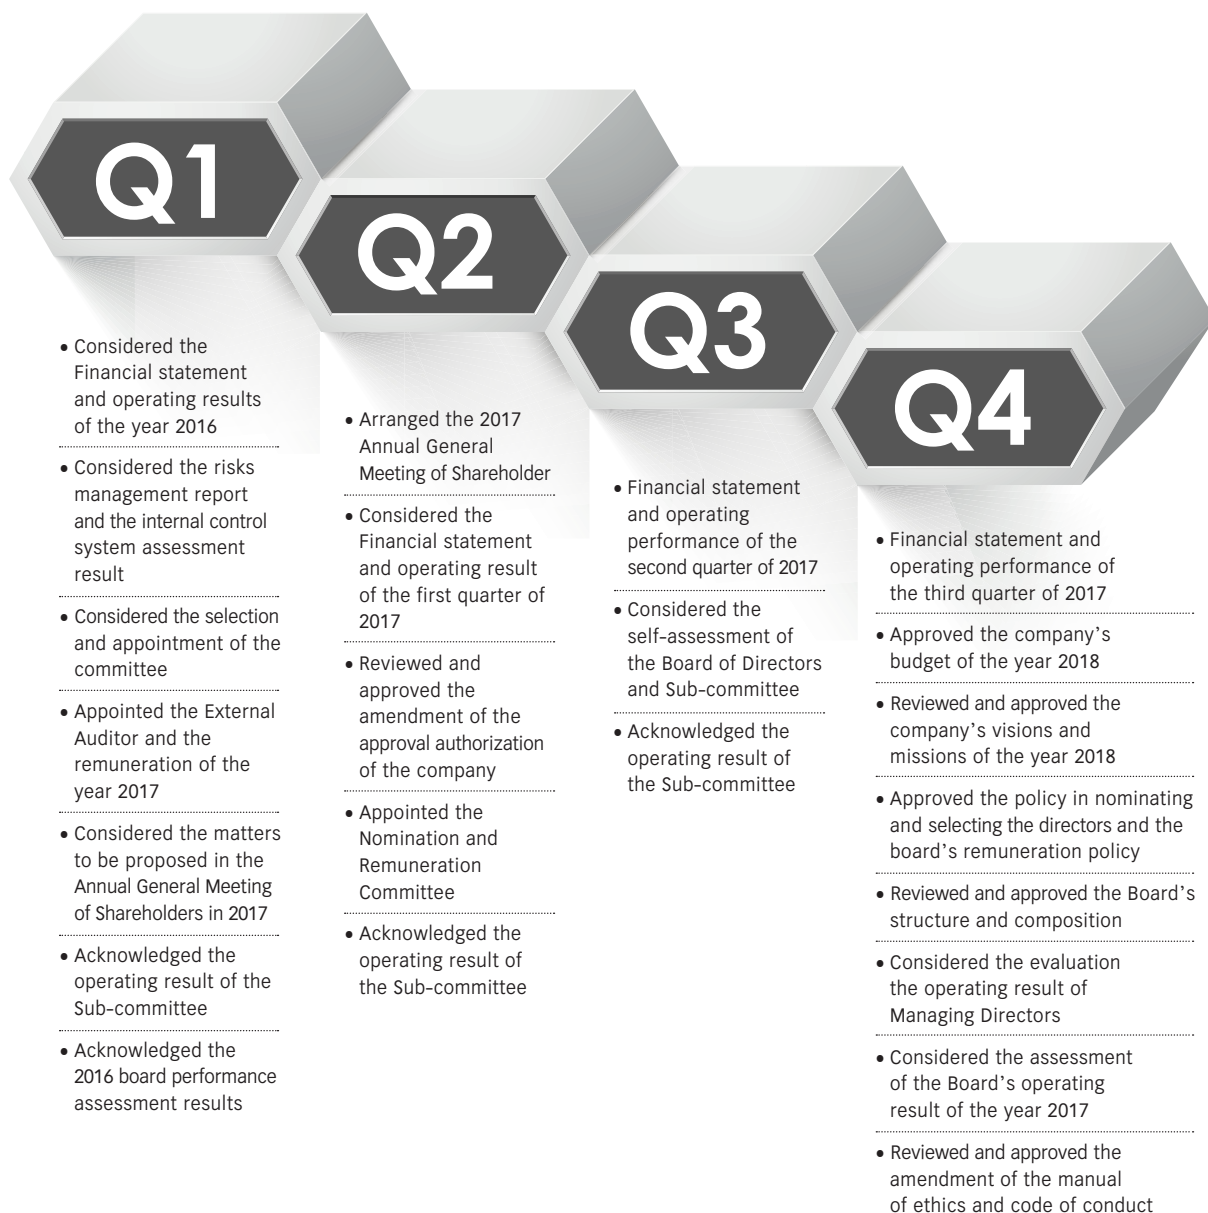 Q1
• Considered the
Financial statement
and operating results
of the year 2016
• Considered the risks
management report
and the internal control
system assessment
result
• Considered the selection
and appointment of the
committee
• Appointed the External
Auditor and the
remuneration of the
year 2017
• Considered the matters
to be proposed in the
Annual General Meeting
of Shareholders in 2017
• Acknowledged the
operating result of the
Sub-committee
• Acknowledged the
2016 board performance
assessment results
Q2
• Arranged the 2017
Annual General
Meeting of Shareholder
• Considered the
Financial statement
and operating result
of the first quarter of
2017
• Reviewed and
approved the
amendment of the
approval authorization
of the company
• Appointed the
Nomination and
Remuneration
Committee
• Acknowledged the
operating result of
the Sub-committee
Q3
• Financial statement
and operating
performance of the
second quarter of 2017
• Considered the
self-assessment of
the Board of Directors
and Sub-committee
• Acknowledged the
operating result of
the Sub-committee
Q4
• Financial statement and
operating performance of
the third quarter of 2017
• Approved the company's
budget of the year 2018
• Reviewed and approved the
company's visions and
missions of the year 2018
• Approved the policy in nominating
and selecting the directors and the
board's remuneration policy
• Reviewed and approved the Board's
structure and composition
• Considered the evaluation
the operating result of
Managing Directors
• Considered the assessment
of the Board's operating
result of the year 2017
• Reviewed and approved the
amendment of the manual
of ethics and code of conduct